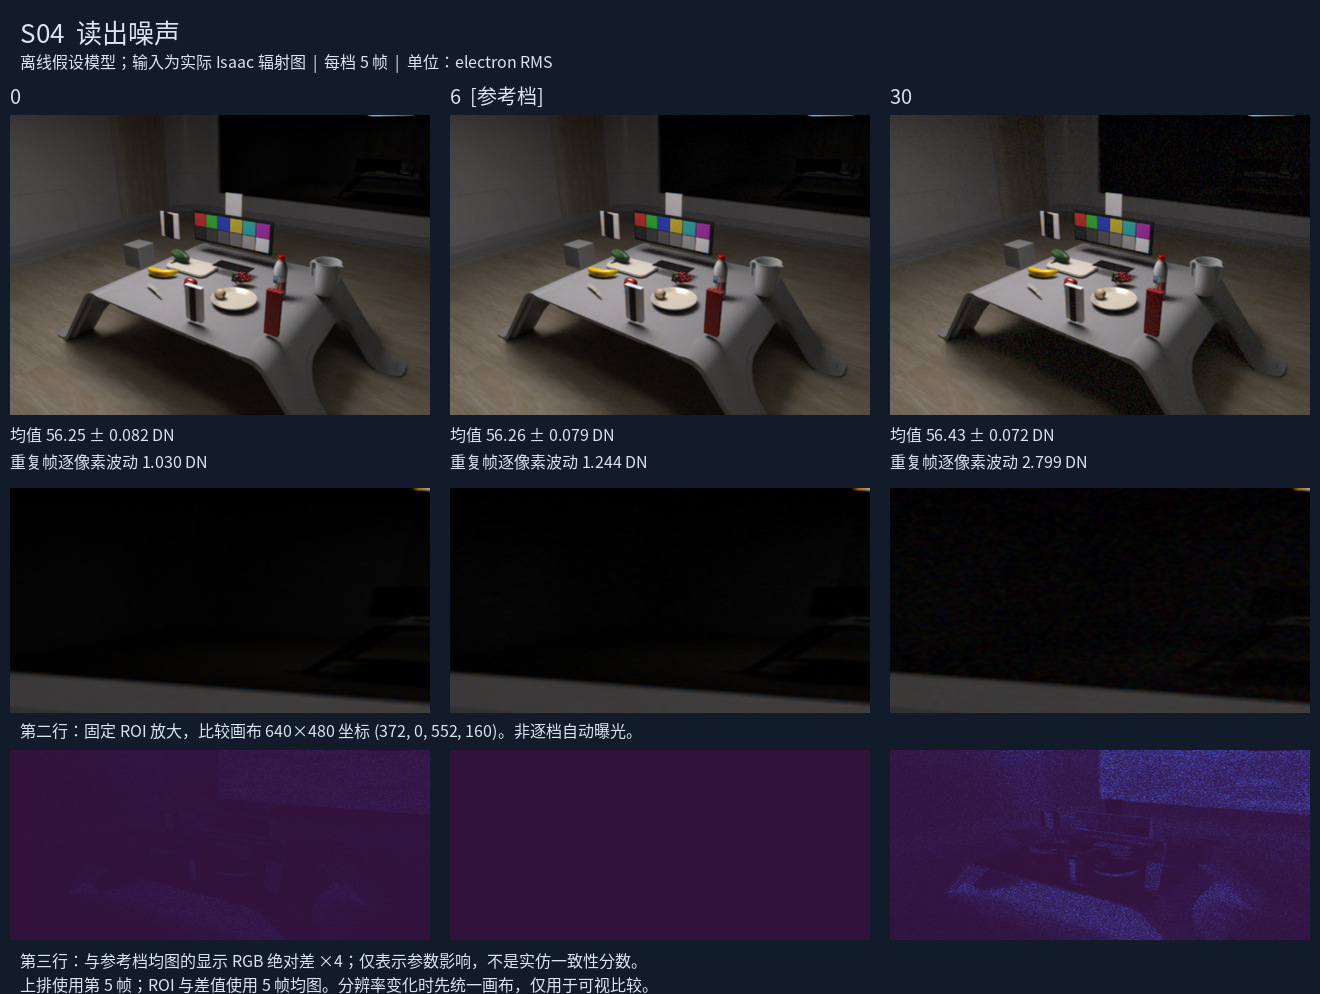 S04 读出噪声
离线假设模型；输入为实际 Isaac 辐射图 | 每档 5 帧 | 单位：electron RMS
0
6 [参考档]
30
均值 56.25 ± 0.082 DN
重复帧逐像素波动 1.030 DN
均值 56.26 ± 0.079 DN
重复帧逐像素波动 1.244 DN
均值 56.43 ± 0.072 DN
重复帧逐像素波动 2.799 DN
第二行：固定 ROI 放大，比较画布 640×480 坐标 (372, 0, 552, 160)。非逐档自动曝光。
第三行：与参考档均图的显示 RGB 绝对差 ×4；仅表示参数影响，不是实仿一致性分数。
上排使用第 5 帧；ROI 与差值使用 5 帧均图。分辨率变化时先统一画布，仅用于可视比较。